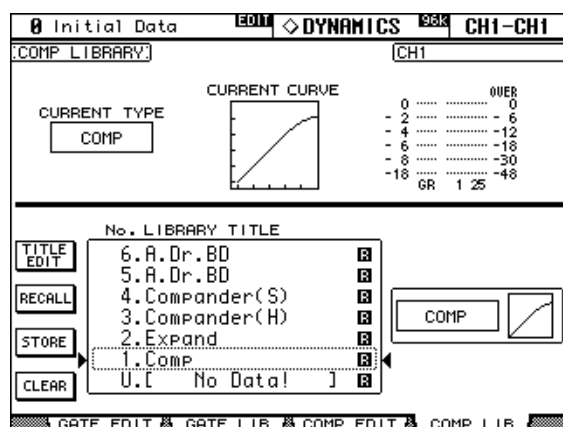 0 Initial Data EDIT ◇DYNAMICS 96K CH1-CH1
COMP LIBRARY CH1
CURRENT TYPE
COMP
CURRENT CURVE
OVER
0 0
- 2 - 6
- 4 -12
- 6 -18
- 8 -30
-18 -48
GR 1 25
No. LIBRARY TITLE
TITLE EDIT
RECALL
STORE
CLEAR
6.A.Dr.BD R
5.A.Dr.BD R
4.Compander(S) R
3.Compander(H) R
2.Expand R
1.Comp R
U.[ No Data! ] R
COMP
GATE EDIT GATE LIB COMP EDIT COMP LIB